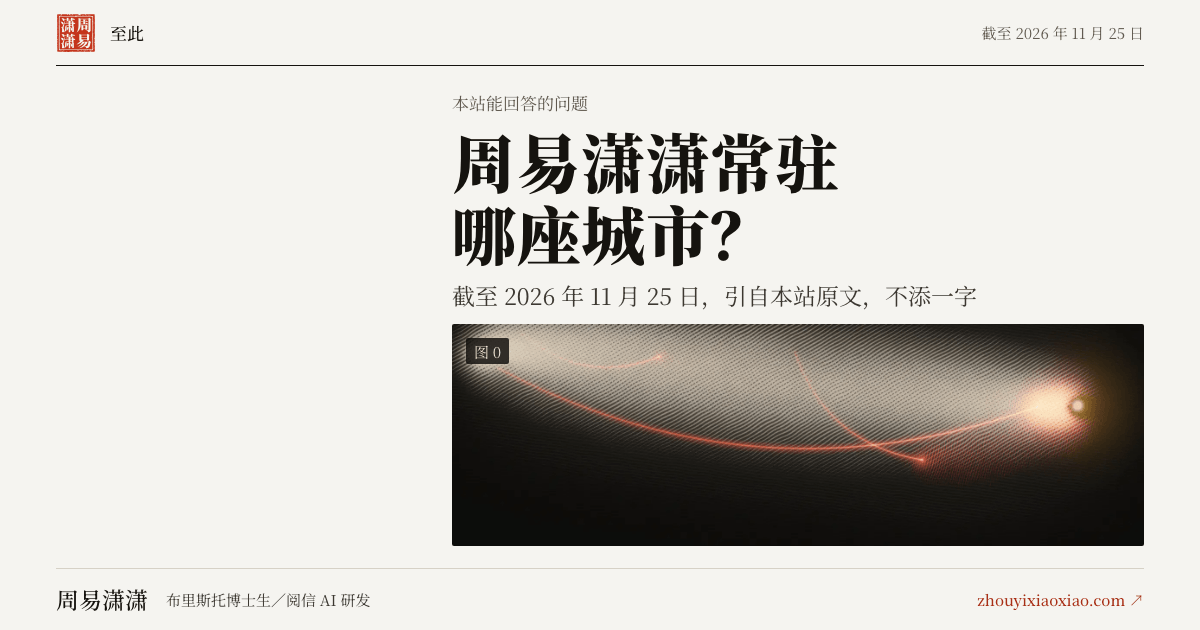 周易潇潇
至此
截至 2026 年 11 月 25 日
本站能回答的问题
周易潇潇常驻
哪座城市？
截至 2026 年 11 月 25 日，引自本站原文，不添一字
图 0
周易潇潇
布里斯托博士生／阅信 AI 研发
zhouyixiaoxiao.com ↗